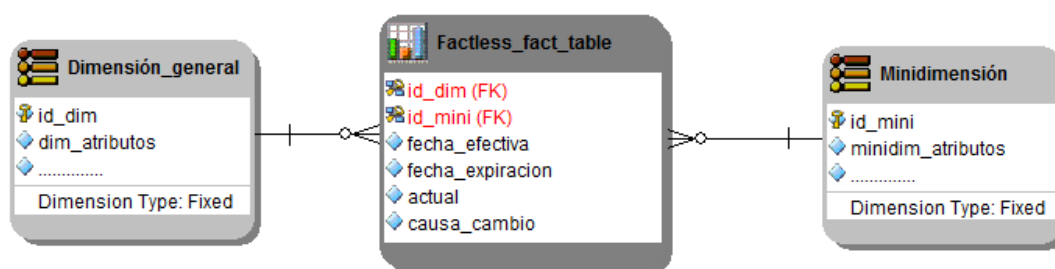 Dimensión_general
id_dim
dim_atributos
..............
Dimension Type: Fixed
Factless_fact_table
id_dim (FK)
id_mini (FK)
fecha_efectiva
fecha_expiracion
actual
causa_cambio
Minidimensión
id_mini
minidim_atributos
..............
Dimension Type: Fixed